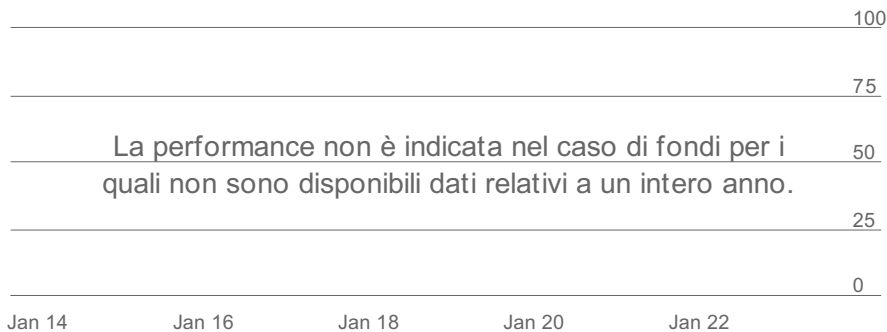 100
75
La performance non è indicata nel caso di fondi per i
50
quali non sono disponibili dati relativi a un intero anno.
25
0
Jan 14 Jan 16 Jan 18 Jan 20 Jan 22